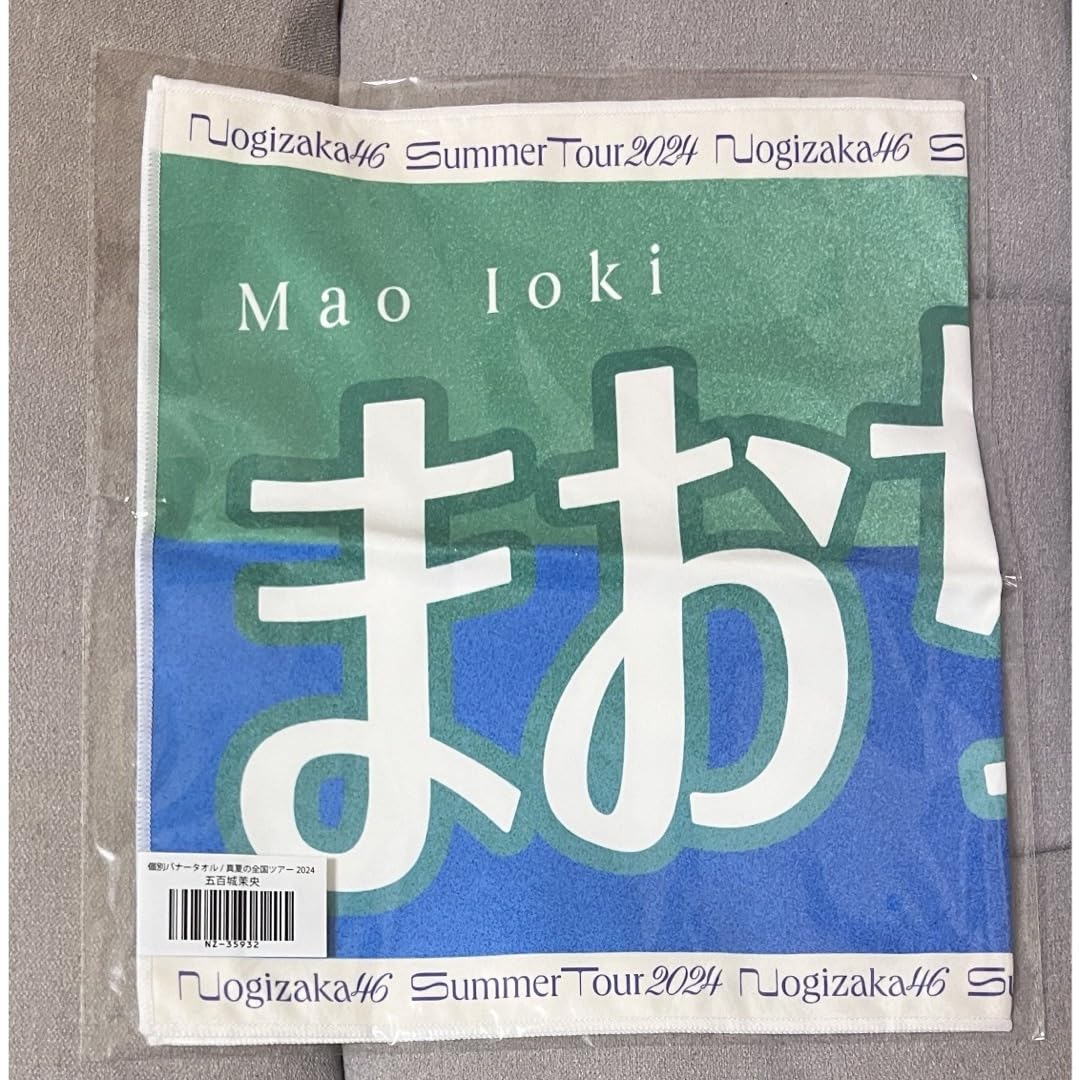 Nogizaka46 SummerTour2024 Nogizaka46 S
Mao Ioki
まお
個別バナータオル / 真夏の全国ツアー 2024
五百城茉央
NZ-35932
Nogizaka46 SummerTour2024 Nogizaka46 Su